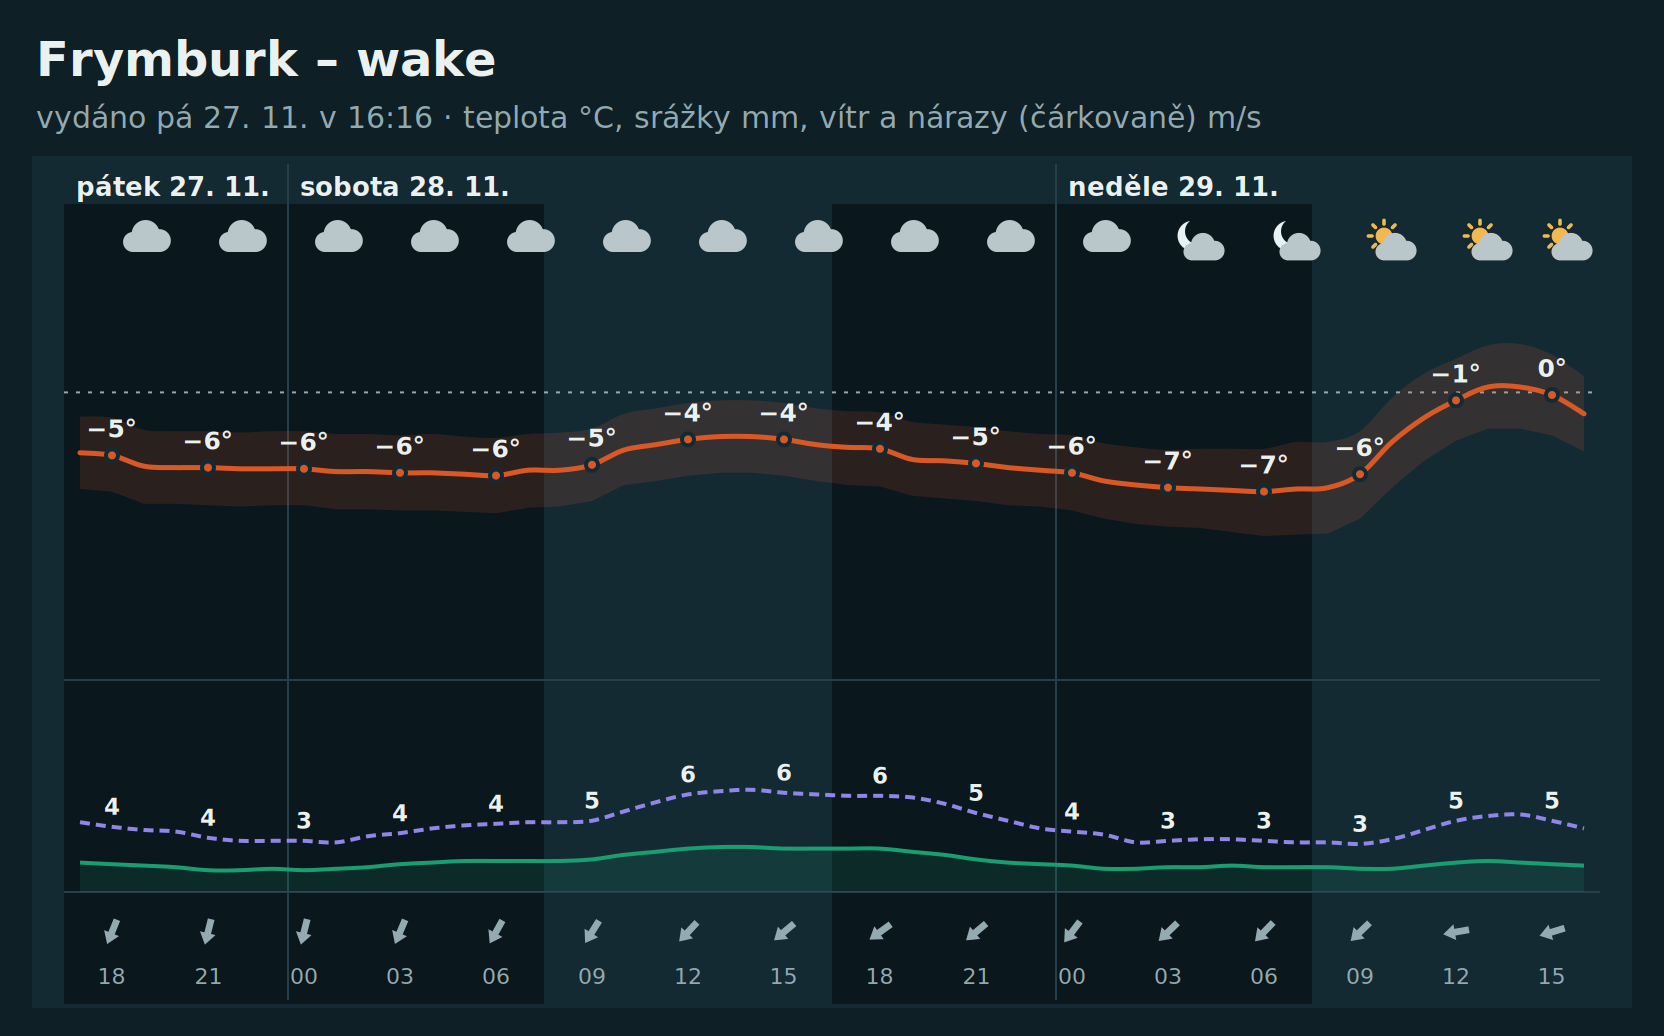 Frymburk – wake
vydáno pá 27. 11. v 16:16 · teplota °C, srážky mm, vítr a nárazy (čárkovaně) m/s
pátek 27. 11. sobota 28. 11. neděle 29. 11.
−5° −6° −6° −6° −6° −5° −4° −4° −4° −5° −6° −7° −7° −6° −1° 0°
4 4 3 4 4 5 6 6 6 5 4 3 3 3 5 5
18 21 00 03 06 09 12 15 18 21 00 03 06 09 12 15